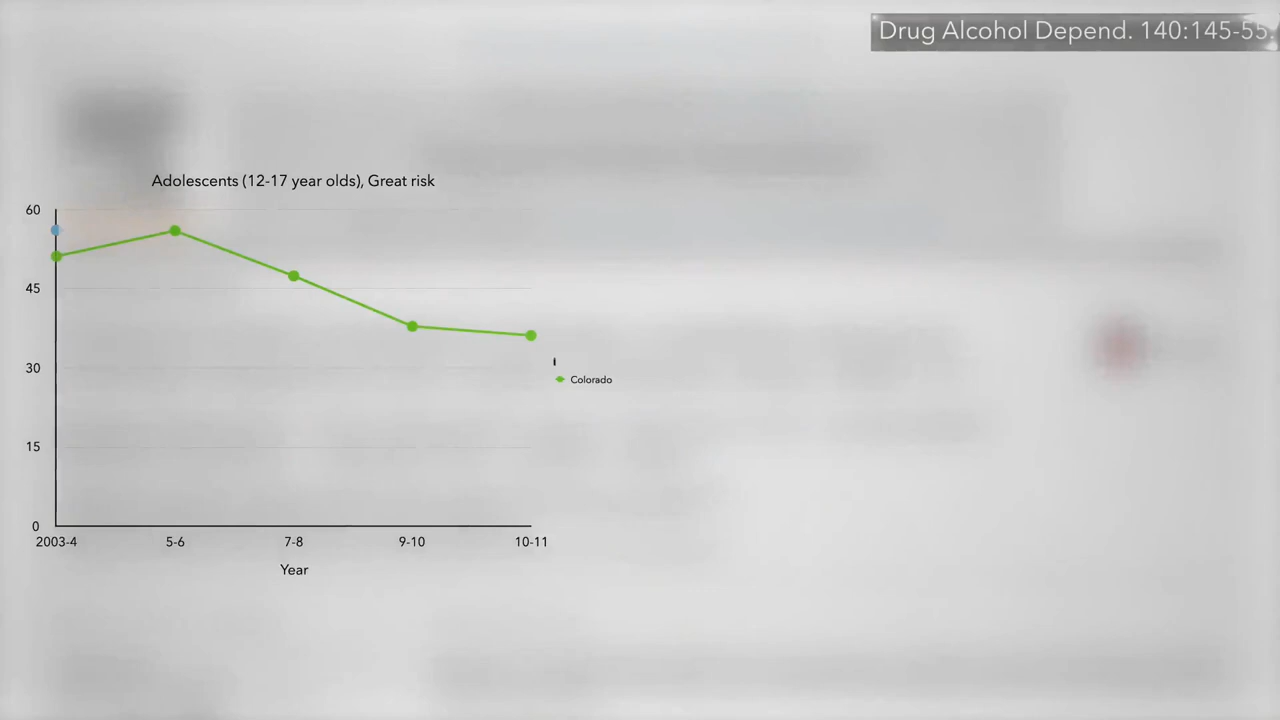 Drug Alcohol Depend. 140:145-55.
Adolescents (12-17 year olds), Great risk
60
45
30
15
0
2003-4 5-6 7-8 9-10 10-11
Year
Colorado